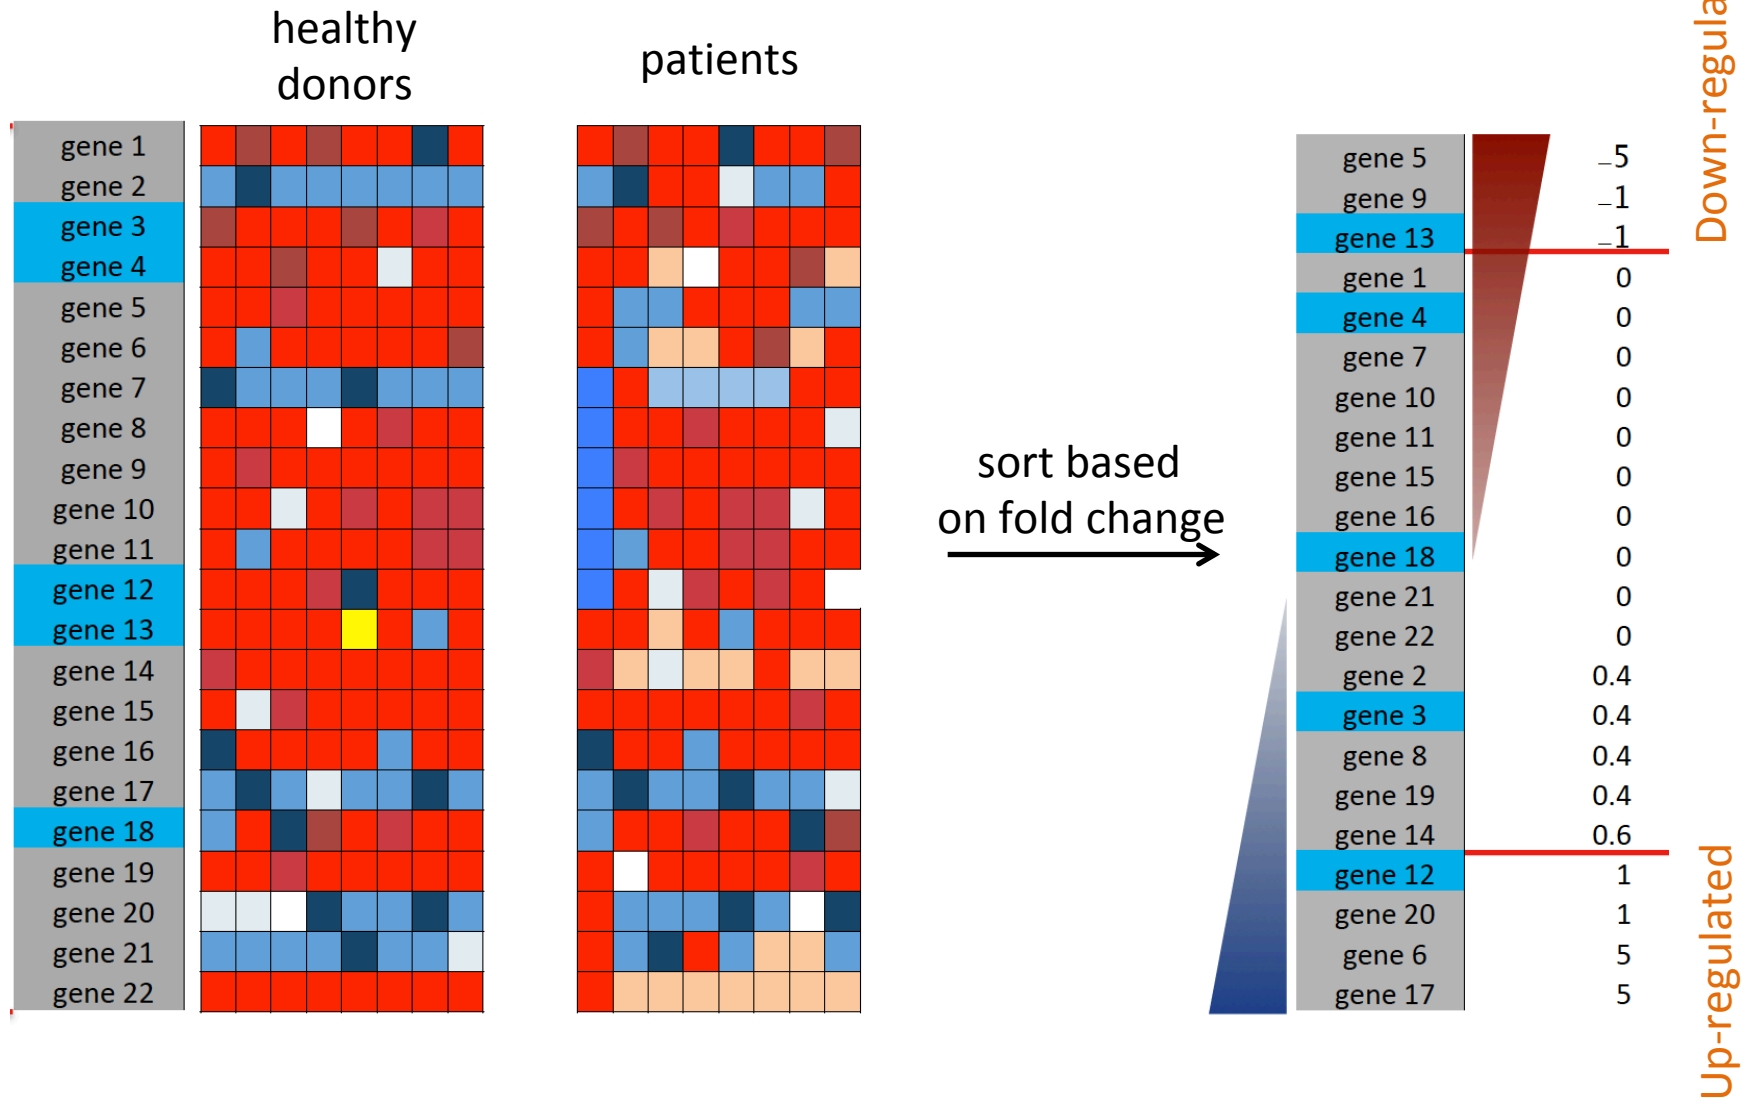 healthy
donors
patients
gene 1
gene 2
gene 3
gene 4
gene 5
gene 6
gene 7
gene 8
gene 9
gene 10
gene 11
gene 12
gene 13
gene 14
gene 15
gene 16
gene 17
gene 18
gene 19
gene 20
gene 21
gene 22
sort based
on fold change
gene 5 –5
gene 9 –1
gene 13 –1
gene 1 0
gene 4 0
gene 7 0
gene 10 0
gene 11 0
gene 15 0
gene 16 0
gene 18 0
gene 21 0
gene 22 0
gene 2 0.4
gene 3 0.4
gene 8 0.4
gene 19 0.4
gene 14 0.6
gene 12 1
gene 20 1
gene 6 5
gene 17 5
Down-regula
Up-regulated